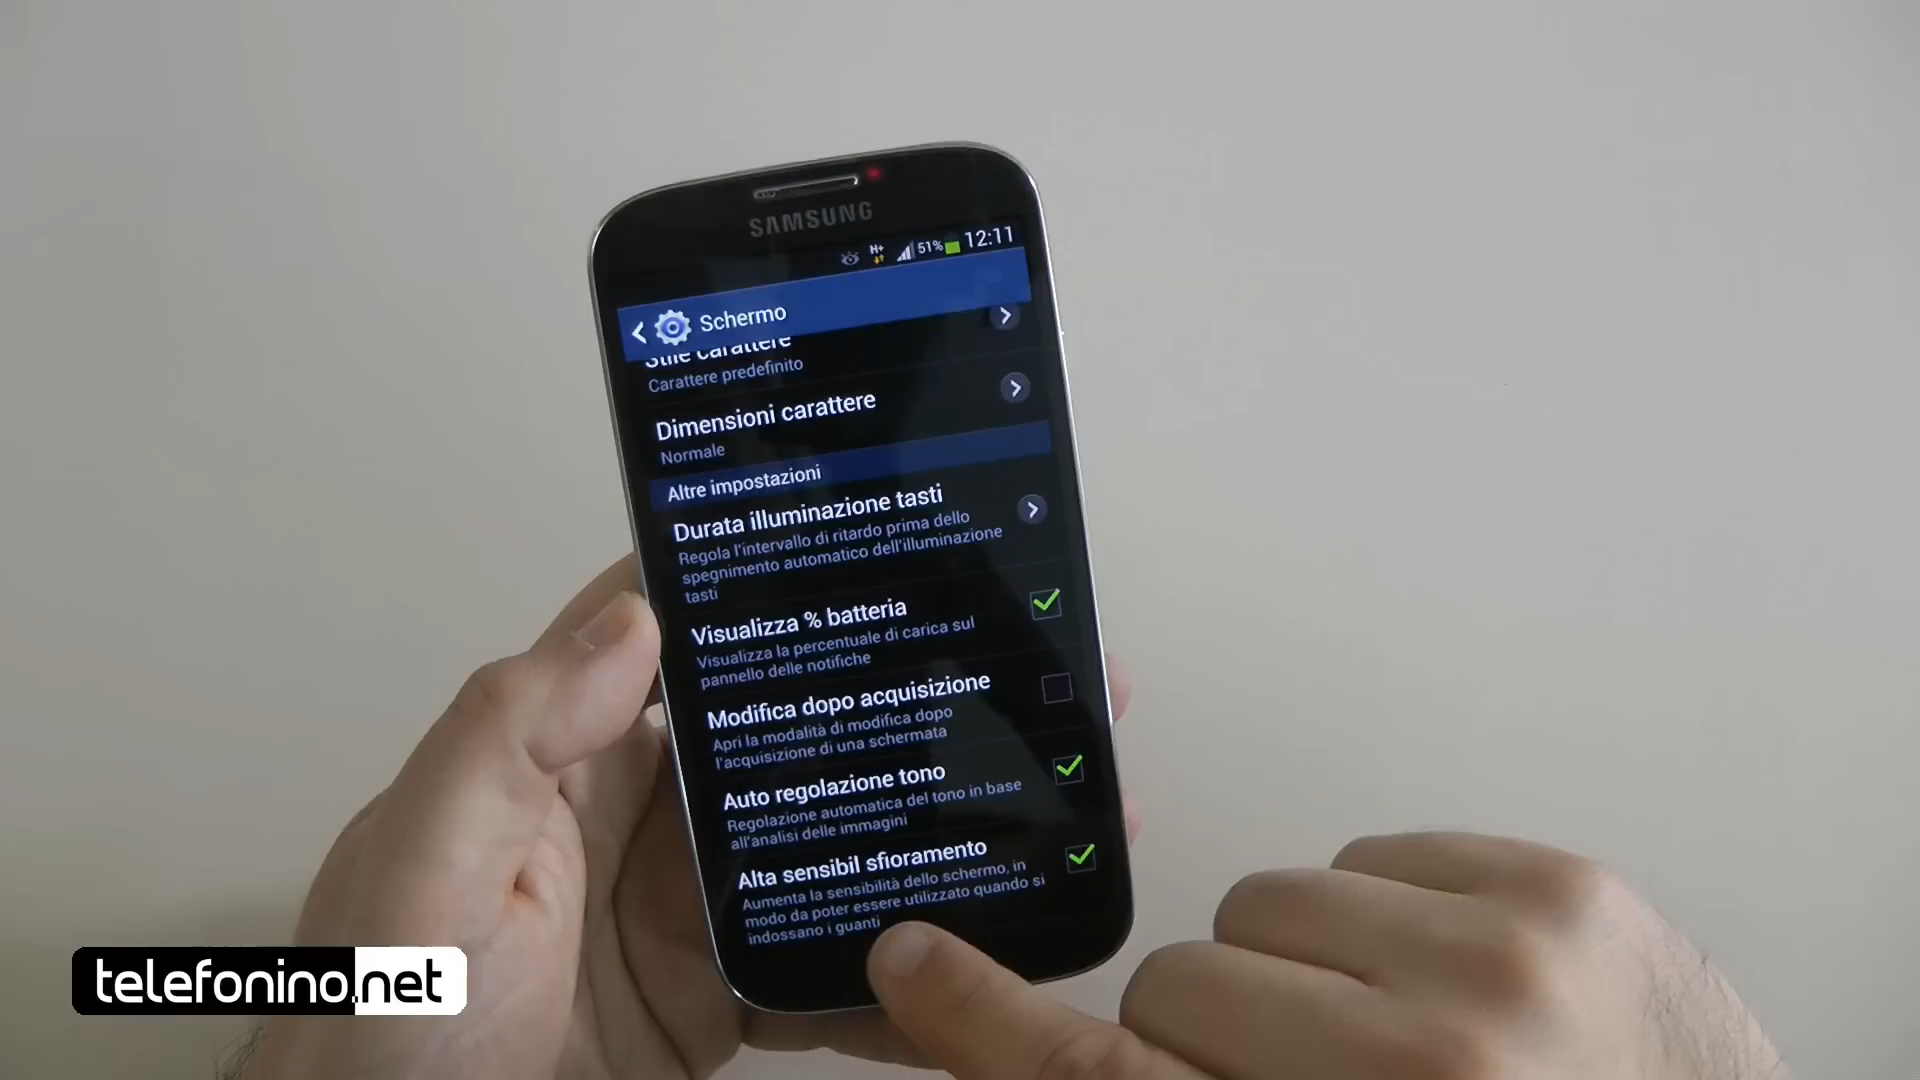 SAMSUNG
H+ 51% 12:11
Schermo
Stile carattere
Carattere predefinito
Dimensioni carattere
Normale
Altre impostazioni
Durata illuminazione tasti
Regola l'intervallo di ritardo prima dello
spegnimento automatico dell'illuminazione
tasti
Visualizza % batteria
Visualizza la percentuale di carica sul
pannello delle notifiche
Modifica dopo acquisizione
Apri la modalità di modifica dopo
l'acquisizione di una schermata
Auto regolazione tono
Regolazione automatica del tono in base
all'analisi delle immagini
Alta sensibil sfioramento
Aumenta la sensibilità dello schermo, in
modo da poter essere utilizzato quando si
indossano i guanti
telefonino.net